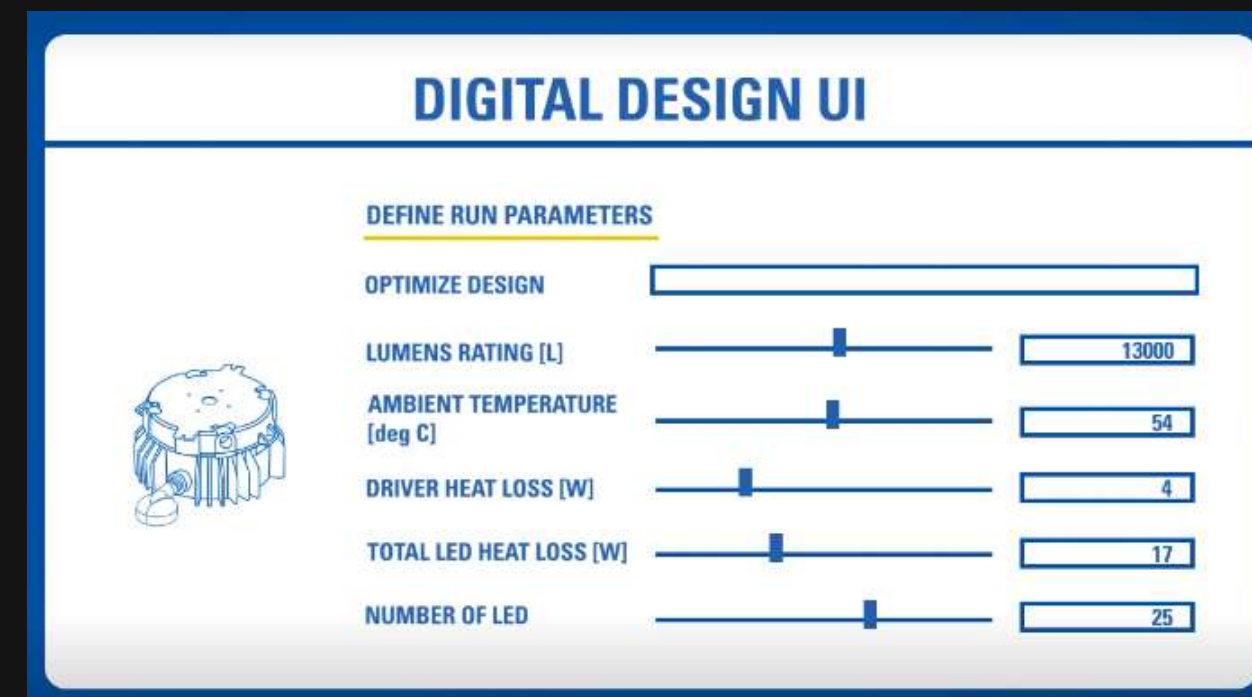 DIGITAL DESIGN UI
DEFINE RUN PARAMETERS
OPTIMIZE DESIGN
LUMENS RATING [L] 13000
AMBIENT TEMPERATURE
[deg C] 54
DRIVER HEAT LOSS [W] 4
TOTAL LED HEAT LOSS [W] 17
NUMBER OF LED 25